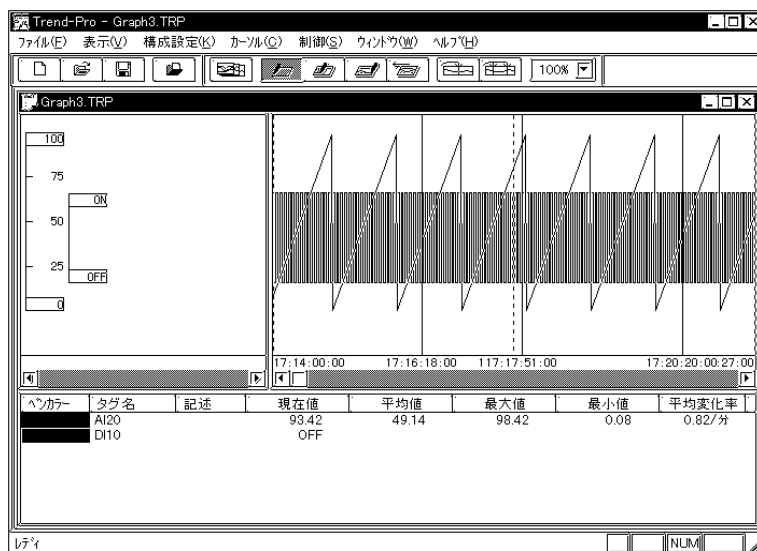 Trend-Pro - Graph3.TRP
ファイル(F) 表示(V) 構成設定(K) カーソル(C) 制御(S) ウィンドウ(W) ヘルプ(H)
100%
Graph3.TRP
100
75
ON
50
25
OFF
0
17:14:00:00 17:16:18:00 117:17:51:00 17:20:20:00:27:00
ペンカラー タグ名 記述 現在値 平均値 最大値 最小値 平均変化率
AI20 93.42 49.14 98.42 0.08 0.82/分
DI10 OFF
レディ NUM